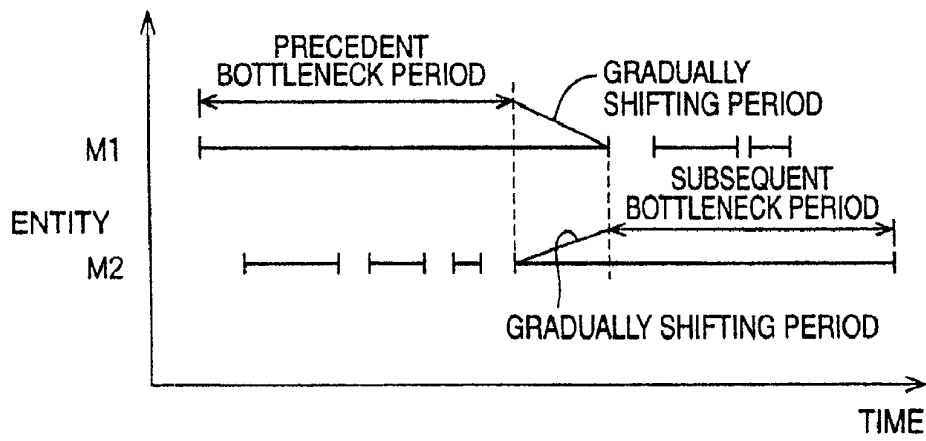 PRECEDENT
BOTTLENECK PERIOD
GRADUALLY
SHIFTING PERIOD
M1
SUBSEQUENT
BOTTLENECK PERIOD
ENTITY
M2
GRADUALLY SHIFTING PERIOD
TIME